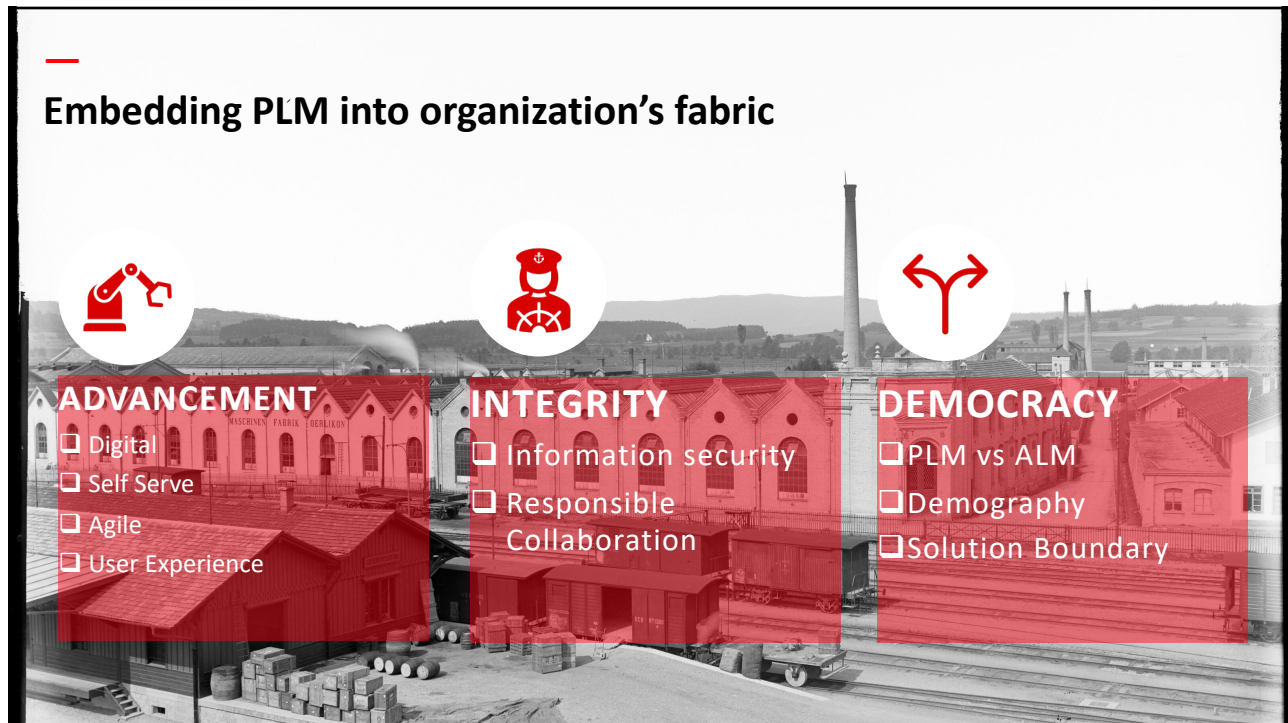 Embedding PLM into organization’s fabric
MASCHINEN FABRIK OERLIKON
ADVANCEMENT
Digital
Self Serve
Agile
User Experience
INTEGRITY
Information security
Responsible
Collaboration
DEMOCRACY
PLM vs ALM
Demography
Solution Boundary